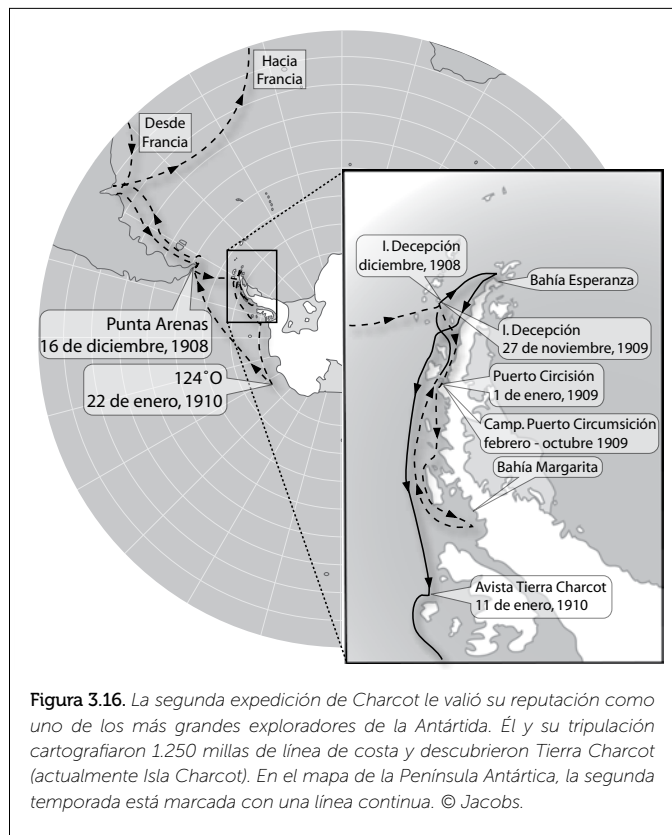 Hacia
Francia
Desde
Francia
Punta Arenas
16 de diciembre, 1908
124°O
22 de enero, 1910
I. Decepción
diciembre, 1908
Bahía Esperanza
I. Decepción
27 de noviembre, 1909
Puerto Circisión
1 de enero, 1909
Camp. Puerto Circumsición
febrero - octubre 1909
Bahía Margarita
Avista Tierra Charcot
11 de enero, 1910
Figura 3.16. La segunda expedición de Charcot le valió su reputación como
uno de los más grandes exploradores de la Antártida. Él y su tripulación
cartografiaron 1.250 millas de línea de costa y descubrieron Tierra Charcot
(actualmente Isla Charcot). En el mapa de la Península Antártica, la segunda
temporada está marcada con una línea continua. © Jacobs.